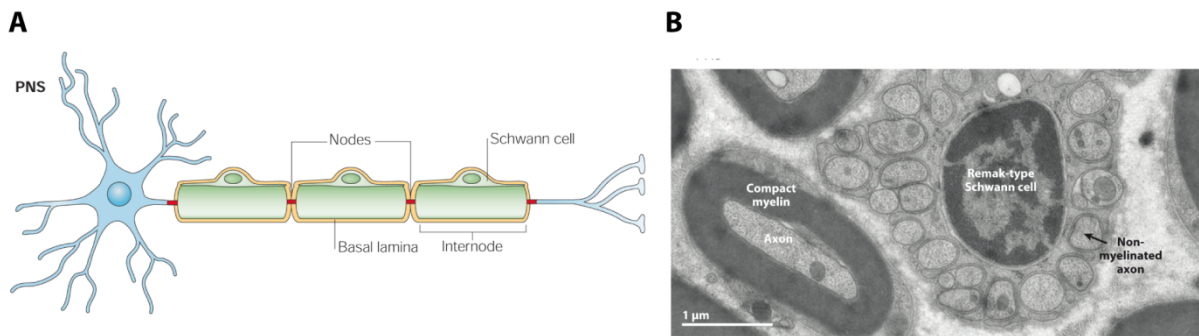 A
PNS
Nodes
Schwann cell
Basal lamina
Internode
B
Remak-type
Schwann cell
Compact
myelin
Axon
Non-
myelinated
axon
1 µm